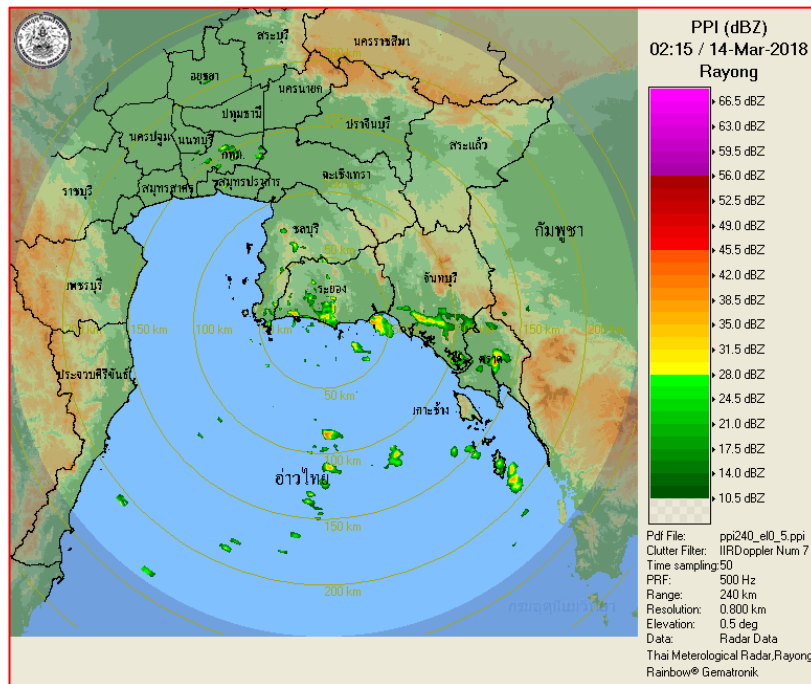 PPI (dBZ)
02:15 / 14-Mar-2018
Rayong
66.5 dBZ
63.0 dBZ
59.5 dBZ
56.0 dBZ
52.5 dBZ
49.0 dBZ
45.5 dBZ
42.0 dBZ
38.5 dBZ
35.0 dBZ
31.5 dBZ
28.0 dBZ
24.5 dBZ
21.0 dBZ
17.5 dBZ
14.0 dBZ
10.5 dBZ
Pdf File: ppi240_el0_5.ppi
Clutter Filter: IIRDoppler Num 7
Time sampling:50
PRF: 500 Hz
Range: 240 km
Resolution: 0.800 km
Elevation: 0.5 deg
Data: Radar Data
Thai Meterological Radar,Rayong
Rainbow® Gematronik
สระบุรี
นครราชสีมา
อยุธยา
นครนายก
ปทุมธานี
ปราจีนบุรี
สระแก้ว
นครปฐม
นนทบุรี
กทม.
ฉะเชิงเทรา
ราชบุรี
สมุทรสาคร
สมุทรปราการ
ชลบุรี
กัมพูชา
เพชรบุรี
ระยอง
จันทบุรี
150 km
100 km
50 km
150 km
ประจวบคีรีขันธ์
ตราด
50 km
เกาะช้าง
100 km
อ่าวไทย
150 km
200 km
กรมอุตุนิยมวิทยา